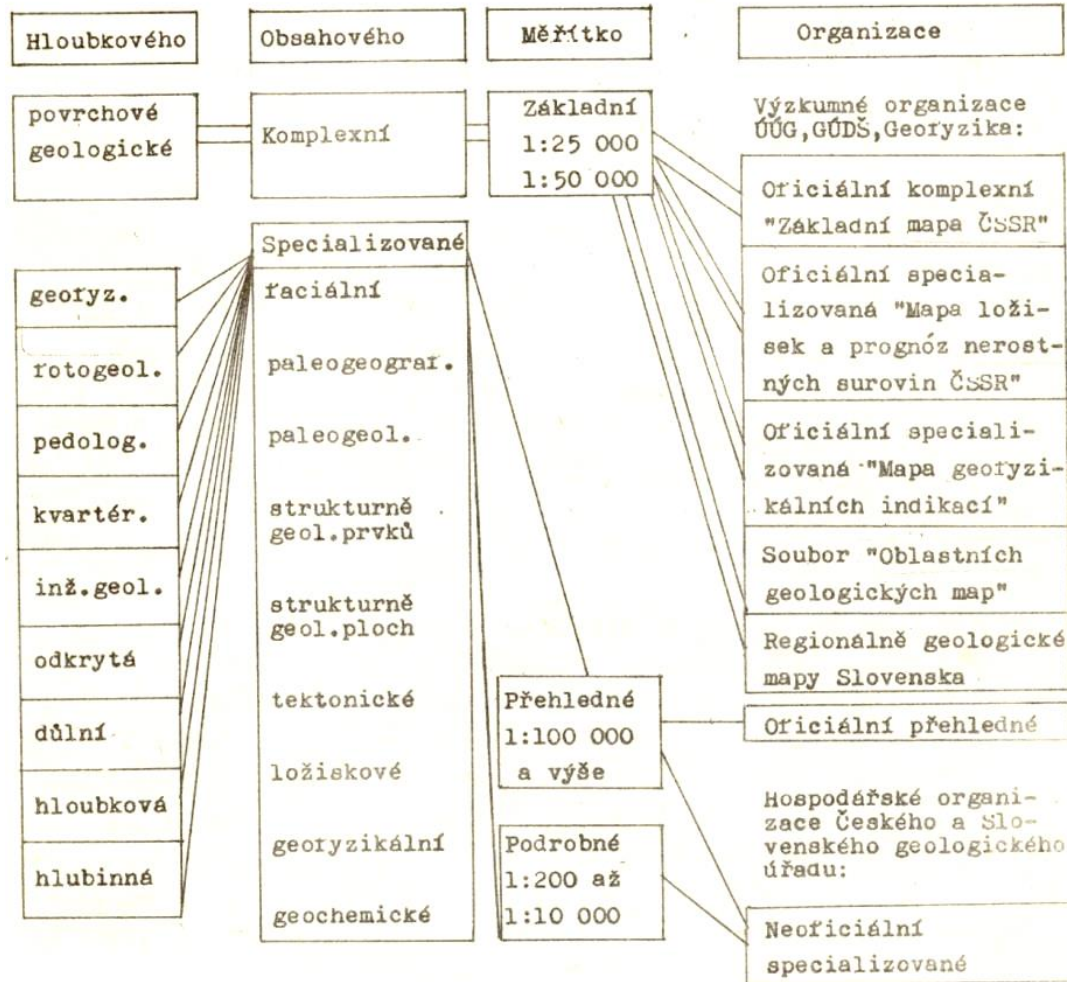 Hloubkového
Obsahového
Měřítko
Organizace
povrchové
geologické
Komplexní
Základní
1:25 000
1:50 000
Výzkumné organizace
ÚÚG,GÚDŠ,Geofyzika:
Oficiální komplexní
"Základní mapa ČSSR"
Oficiální specia-
lizovaná "Mapa loži-
sek a prognóz nerost-
ných surovin ČSSR"
Oficiální speciali-
zovaná "Mapa geofyzi-
kálních indikací"
Soubor "Oblastních
geologických map"
Regionálně geologické
mapy Slovenska
Specializované
faciální
paleogeograf.
paleogeol.
strukturně
geol.prvků
strukturně
geol.ploch
tektonické
ložiskové
geofyzikální
geochemické
geofyz.
fotogeol.
pedolog.
kvartér.
inž.geol.
odkrytá
důlní
hloubková
hlubinná
Přehledné
1:100 000
a výše
Oficiální přehledné
Podrobné
1:200 až
1:10 000
Hospodářské organi-
zace Českého a Slo-
venského geologického
úřadu:
Neoficiální
specializované